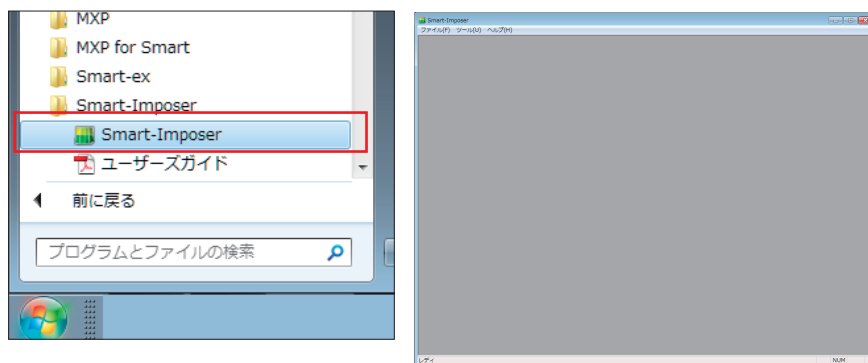 MXP
MXP for Smart
Smart-ex
Smart-Imposer
Smart-Imposer
ユーザーズガイド
前に戻る
プログラムとファイルの検索
Smart-Imposer
ファイル(F) ツール(U) ヘルプ(H)
レディ
NUM